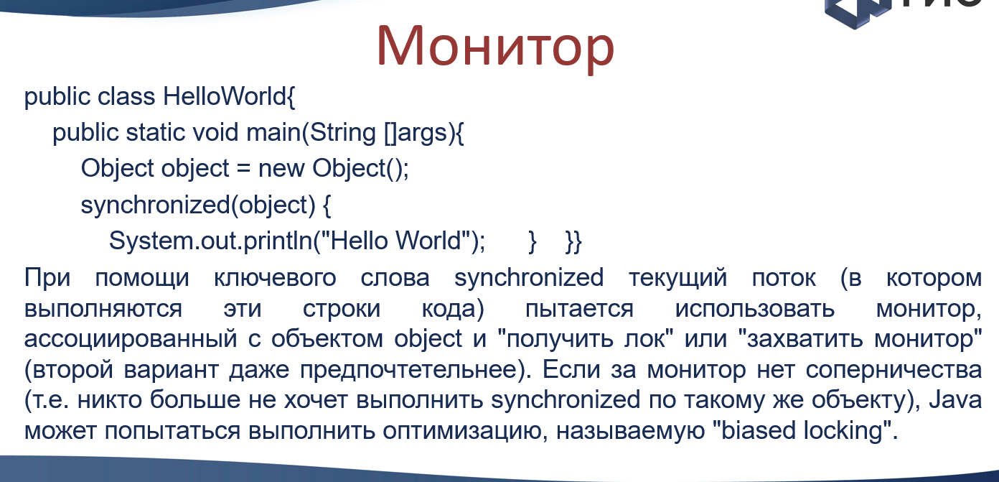 Монитор
public class HelloWorld{
public static void main(String []args){
Object object = new Object();
synchronized(object) {
System.out.println("Hello World");      }    }}
При помощи ключевого слова synchronized текущий поток (в котором
выполняются эти строки кода) пытается использовать монитор,
ассоциированный с объектом object и "получить лок" или "захватить монитор"
(второй вариант даже предпочтетельнее). Если за монитор нет соперничества
(т.е. никто больше не хочет выполнить synchronized по такому же объекту), Java
может попытаться выполнить оптимизацию, называемую "biased locking".